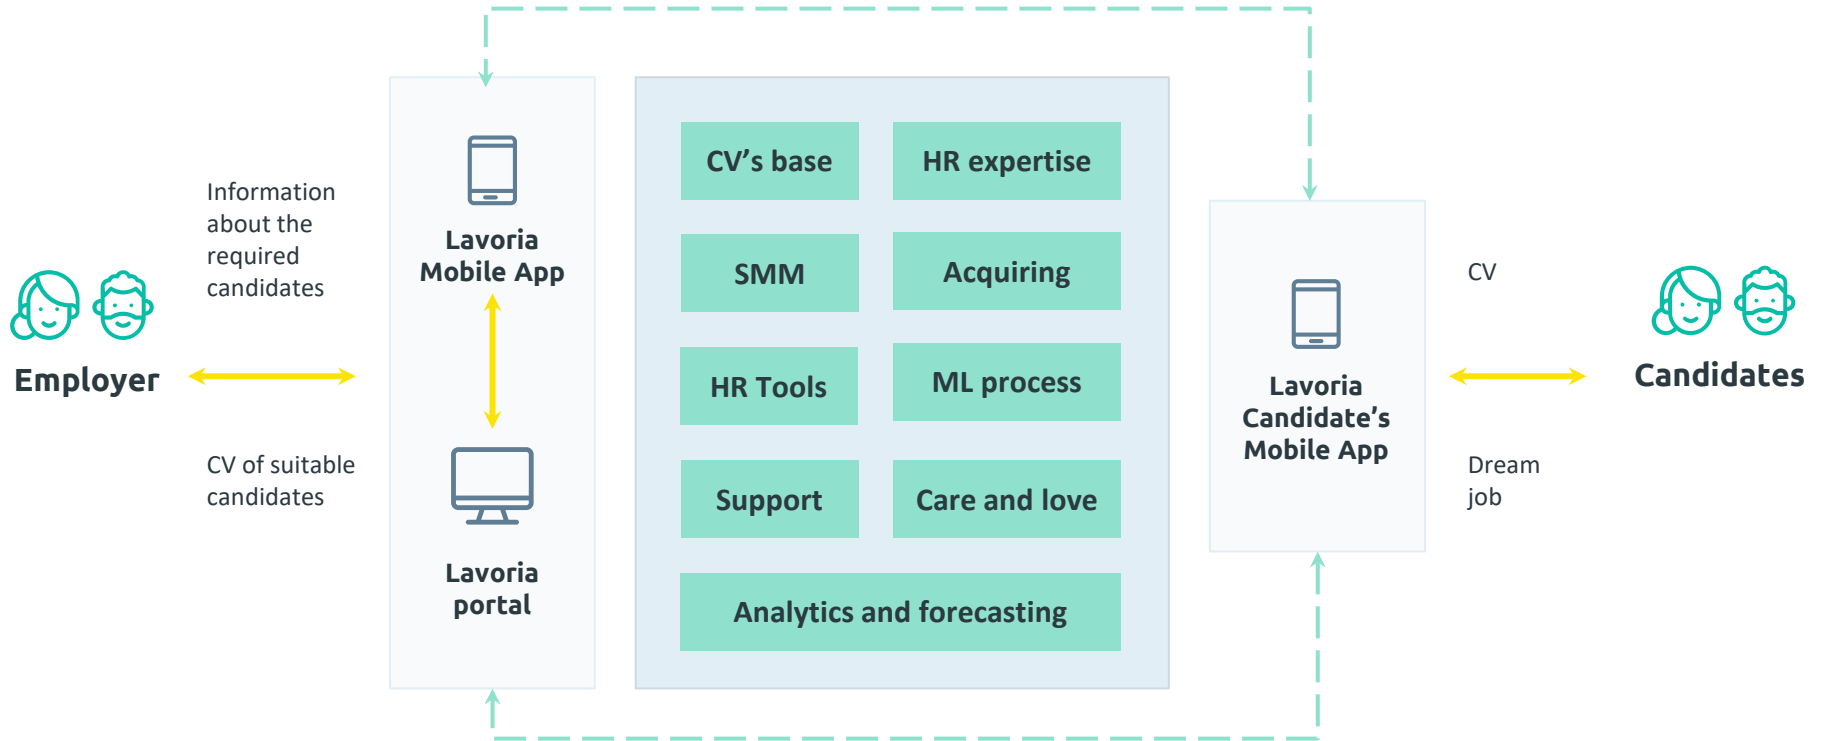 Information
about the
required
candidates
Employer
CV of suitable
candidates
Lavoria
Mobile App
Lavoria
portal
CV’s base
HR expertise
SMM
Acquiring
HR Tools
ML process
Support
Care and love
Analytics and forecasting
Lavoria
Candidate’s
Mobile App
CV
Dream
job
Candidates